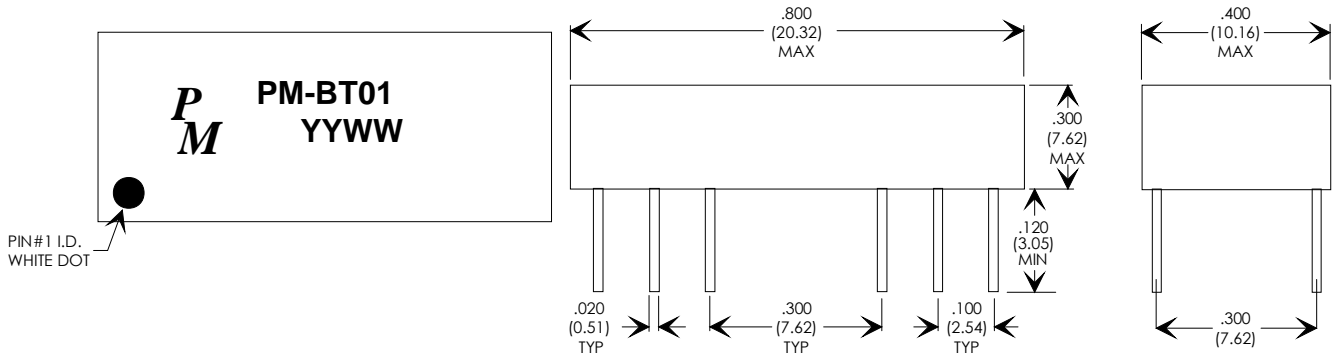 P
M
PM-BT01
YYWW
PIN#1 I.D.
WHITE DOT
.800
(20.32)
MAX
.300
(7.62)
MAX
.120
(3.05)
MIN
.020
(0.51)
TYP
.300
(7.62)
TYP
.100
(2.54)
TYP
.400
(10.16)
MAX
.300
(7.62)